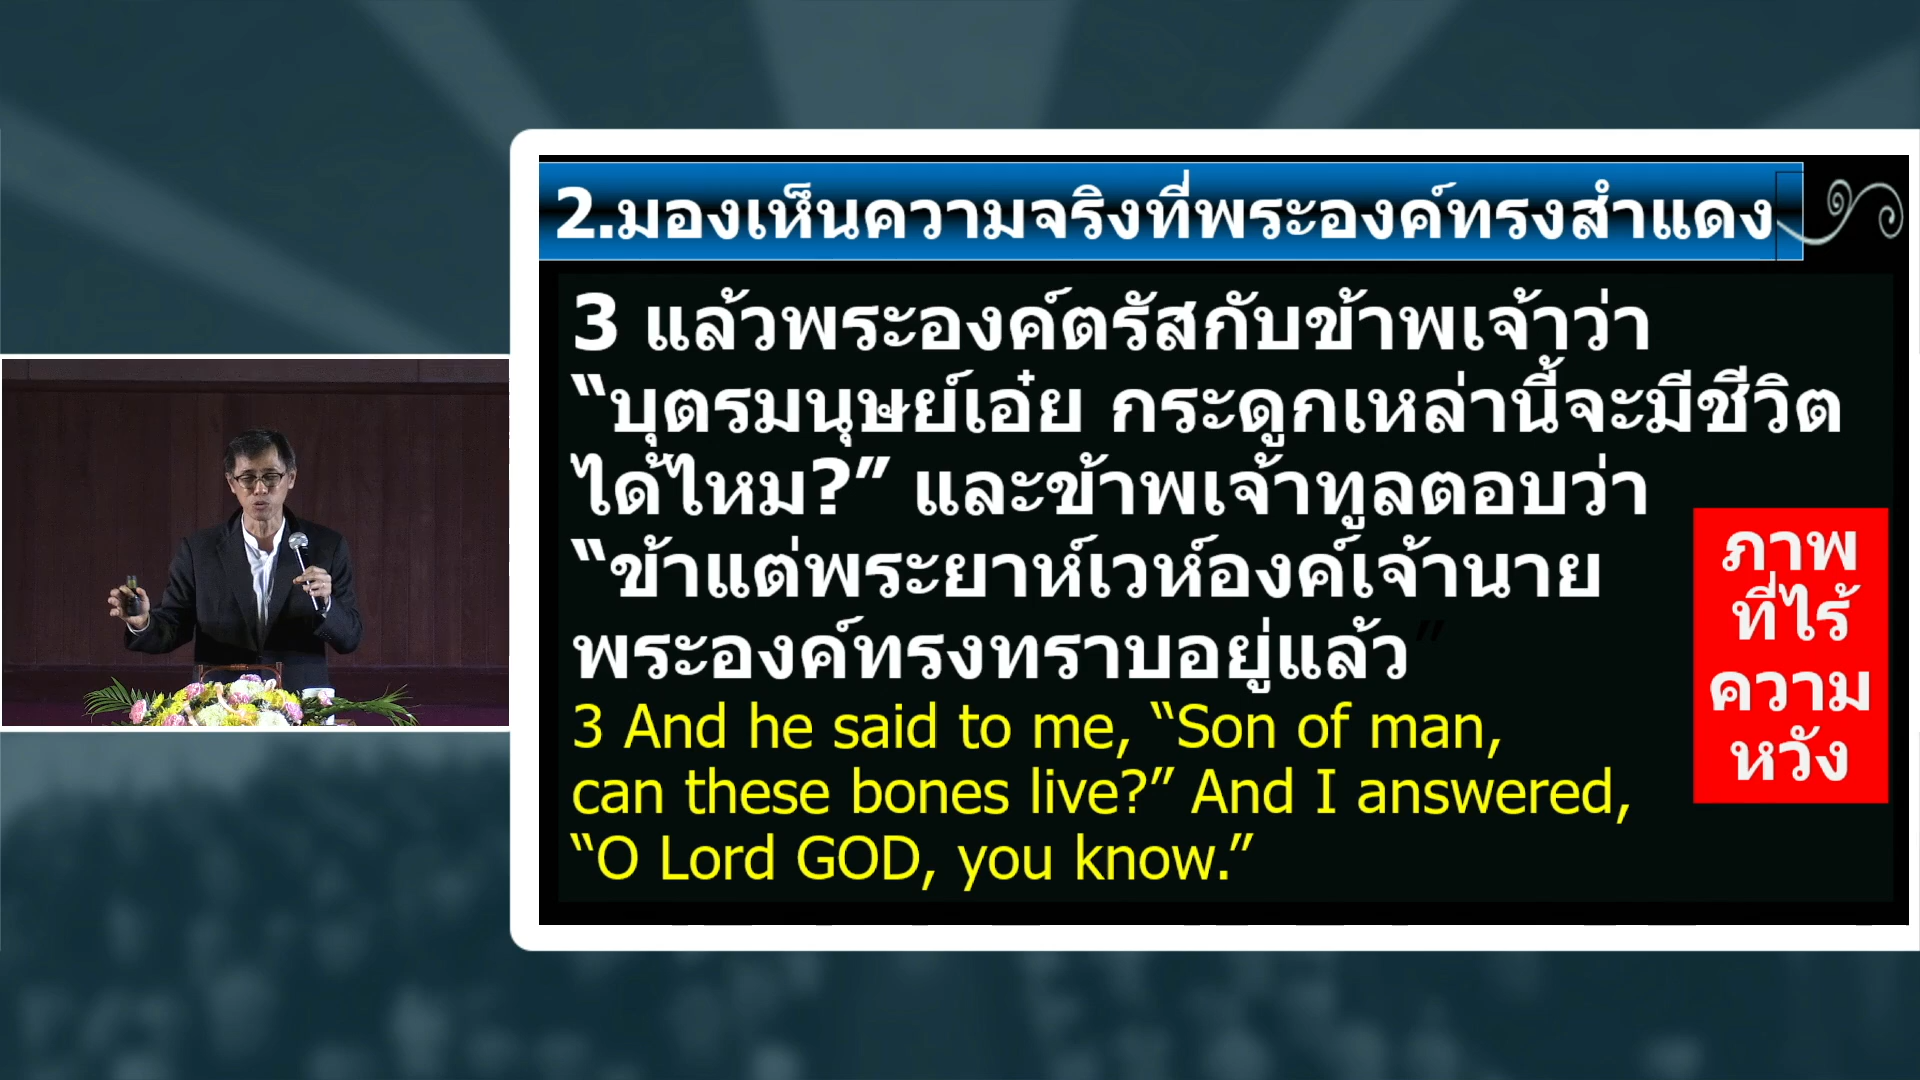 2.มองเห็นความจริงที่พระองค์ทรงสำแดง
3 แล้วพระองค์ตรัสกับข้าพเจ้าว่า
“บุตรมนุษย์เอ๋ย กระดูกเหล่านี้จะมีชีวิต
ได้ไหม?” และข้าพเจ้าทูลตอบว่า
“ข้าแต่พระยาห์เวห์องค์เจ้านาย
พระองค์ทรงทราบอยู่แล้ว”
3 And he said to me, “Son of man,
can these bones live?” And I answered,
“O Lord GOD, you know.”
ภาพ
ที่ไร้
ความ
หวัง